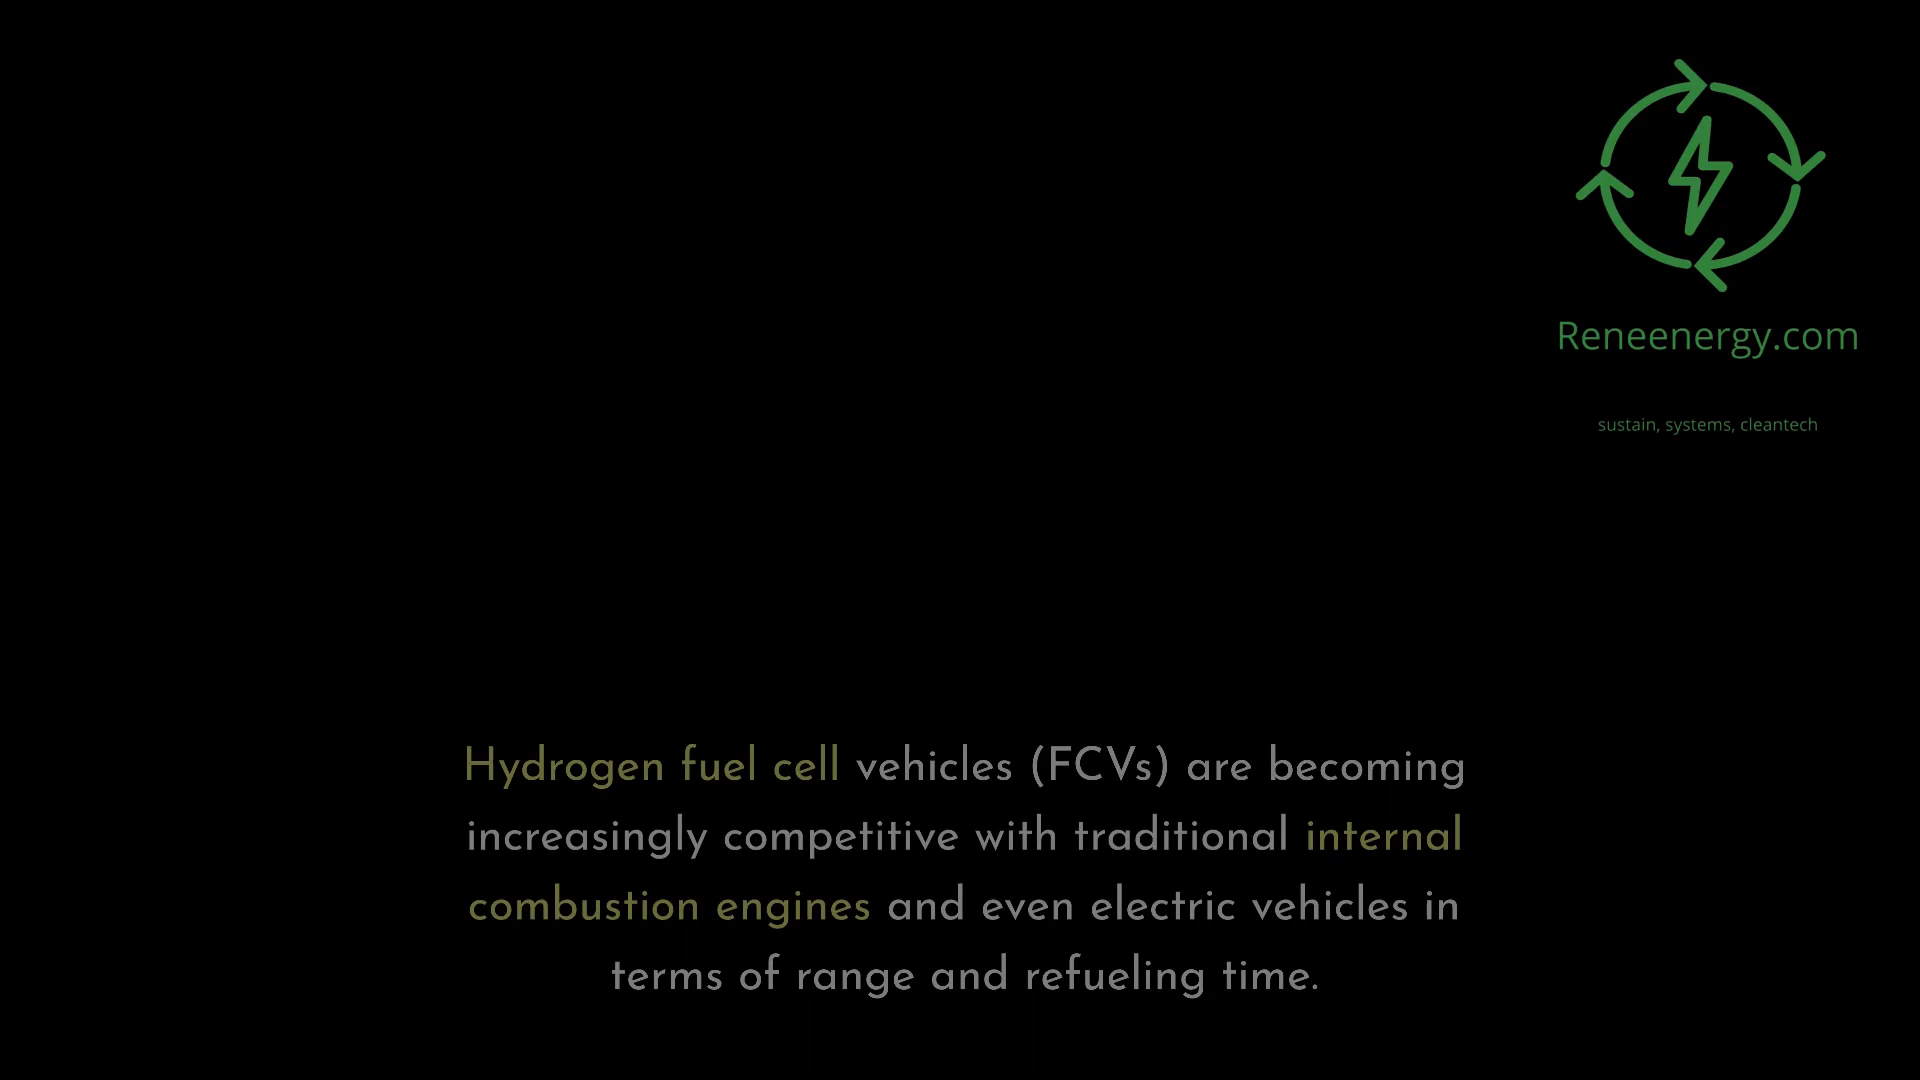 Reneenergy.com
sustain, systems, cleantech
Hydrogen fuel cell vehicles (FCVs) are becoming
increasingly competitive with traditional internal
combustion engines and even electric vehicles in
terms of range and refueling time.